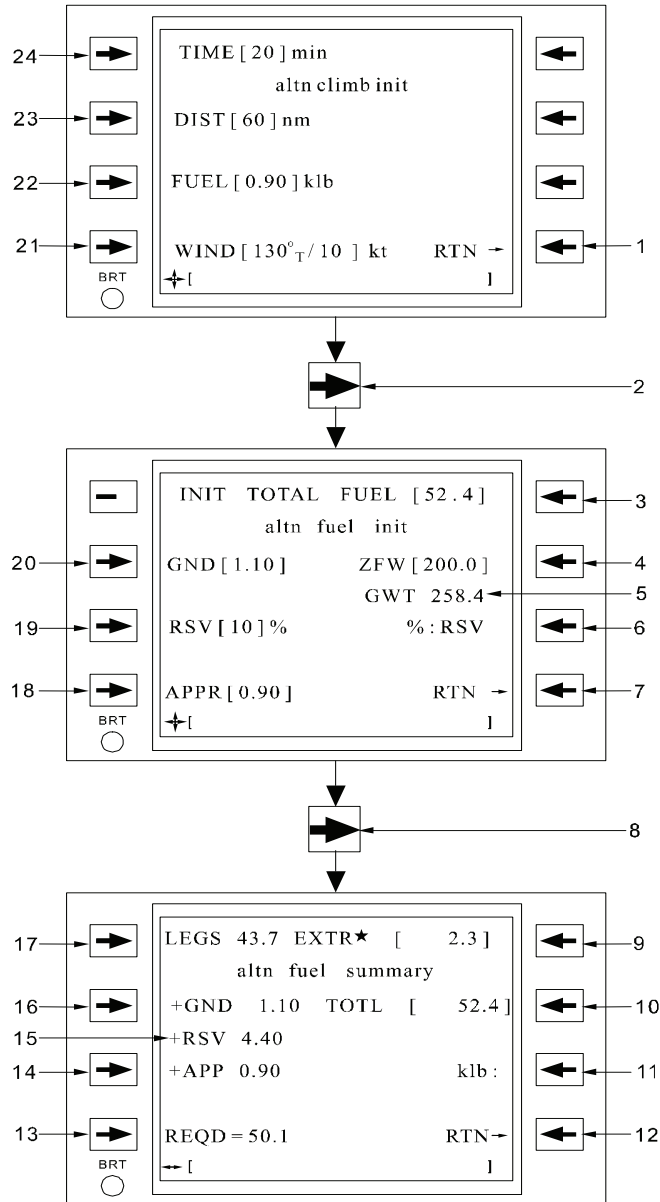 24 TIME [ 20 ] min
altn climb init
23 DIST [ 60 ] nm
22 FUEL [ 0.90 ] klb
21 WIND [ 130°T / 10 ] kt RTN → 1
BRT [ ]
2
INIT TOTAL FUEL [52.4] 3
altn fuel init
20 GND [1.10] ZFW [200.0] 4
GWT 258.4 5
19 RSV [ 10 ] % % : RSV 6
18 APPR [0.90] RTN → 7
BRT [ ]
8
17 LEGS 43.7 EXTR★ [ 2.3 ] 9
altn fuel summary
16 +GND 1.10 TOTL [ 52.4 ] 10
15 +RSV 4.40
14 +APP 0.90 klb : 11
13 REQD = 50.1 RTN → 12
BRT [ ]